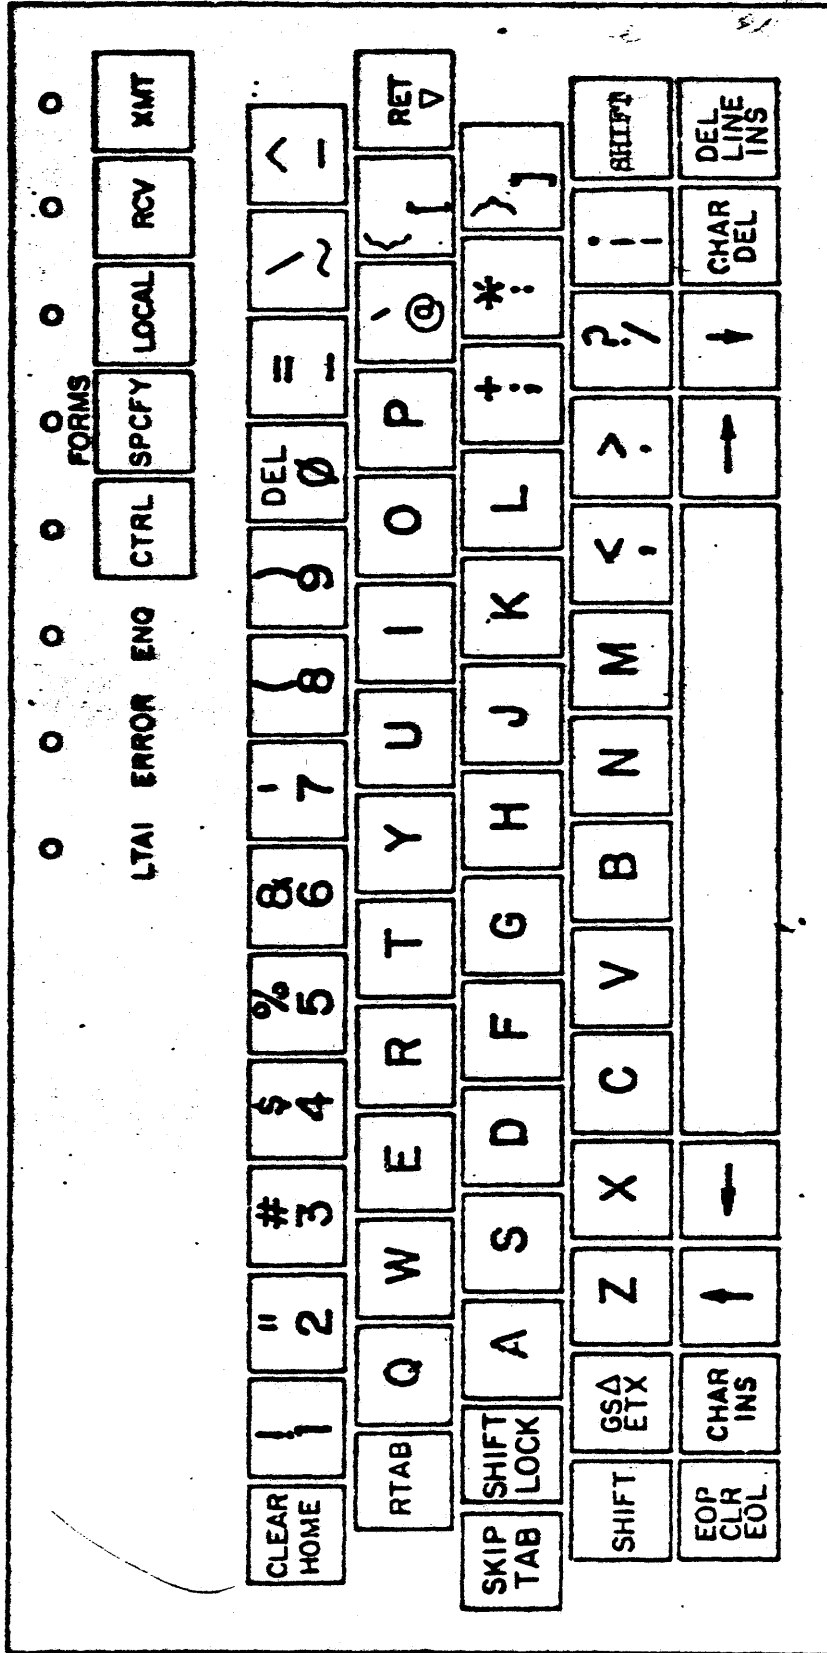 FORMS
LTAI ERROR ENQ CTRL SPCFY LOCAL RCV XMT
CLEAR HOME ! 1 " 2 # 3 $ 4 % 5 & 6 ' 7 ( 8 ) 9 DEL Ø = - \ ~ ^ –
RTAB Q W E R T Y U I O P ` @ { [ RET ▽
SKIP TAB SHIFT LOCK A S D F G H J K L + ; * : } ]
SHIFT GS△ ETX Z X C V B N M < , > . ? / ¦ SHIFT
EOP CLR EOL CHAR INS ↑ ← → ↓ CHAR DEL DEL LINE INS